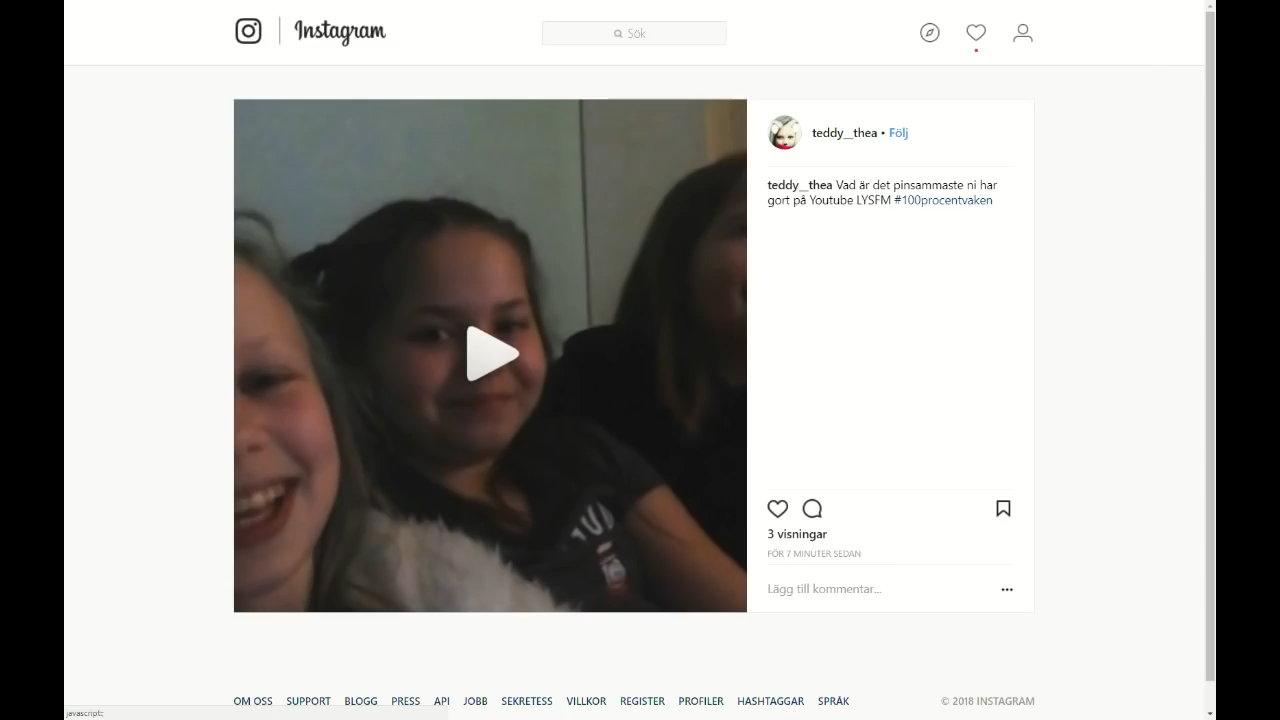 Instagram
Sök
teddy__thea • Följ
teddy__thea Vad är det pinsammaste ni har
gort på Youtube LYSFM #100procentvaken
3 visningar
FÖR 7 MINUTER SEDAN
Lägg till kommentar...
OM OSS SUPPORT BLOGG PRESS API JOBB SEKRETESS VILLKOR REGISTER PROFILER HASHTAGGAR SPRÅK © 2018 INSTAGRAM
javascript:;